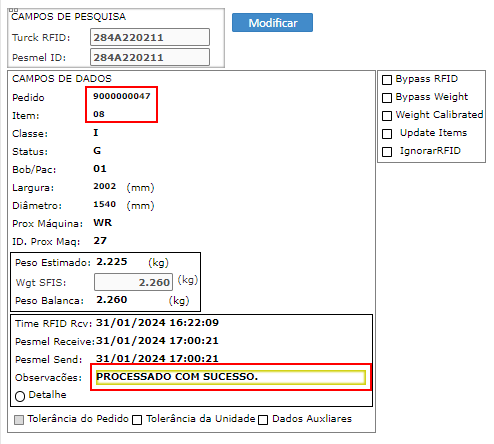 CAMPOS DE PESQUISA
Turck RFID: 284A220211
Pesmel ID: 284A220211
Modificar
CAMPOS DE DADOS
Pedido 9000000047
Item: 08
Classe: I
Status: G
Bob/Pac: 01
Largura: 2002 (mm)
Diâmetro: 1540 (mm)
Prox Máquina: WR
ID. Prox Maq: 27
Peso Estimado: 2.225 (kg)
Wgt SFIS: 2.260 (kg)
Peso Balanca: 2.260 (kg)
Time RFID Rcv: 31/01/2024 16:22:09
Pesmel Receive: 31/01/2024 17:00:21
Pesmel Send: 31/01/2024 17:00:21
Observacões: PROCESSADO COM SUCESSO.
Detalhe
Tolerância do Pedido Tolerância da Unidade Dados Auxliares
Bypass RFID
Bypass Weight
Weight Calibrated
Update Items
IgnorarRFID